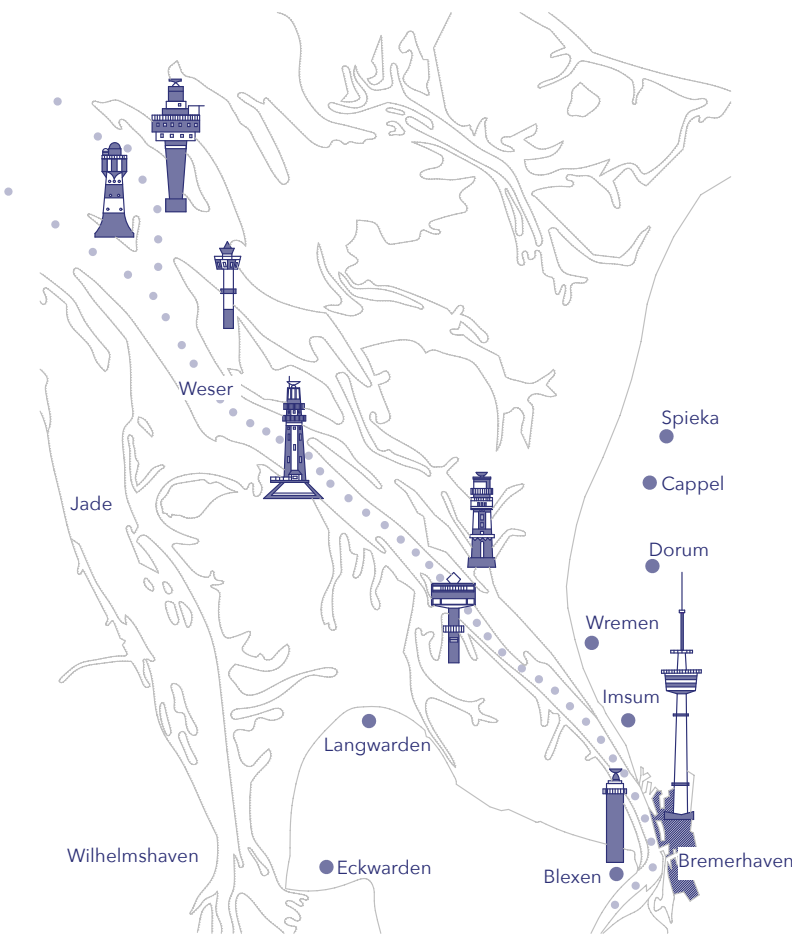 Weser
Spieka
Cappel
Jade
Dorum
Wremen
Imsum
Langwarden
Wilhelmshaven
Eckwarden
Blexen
Bremerhaven